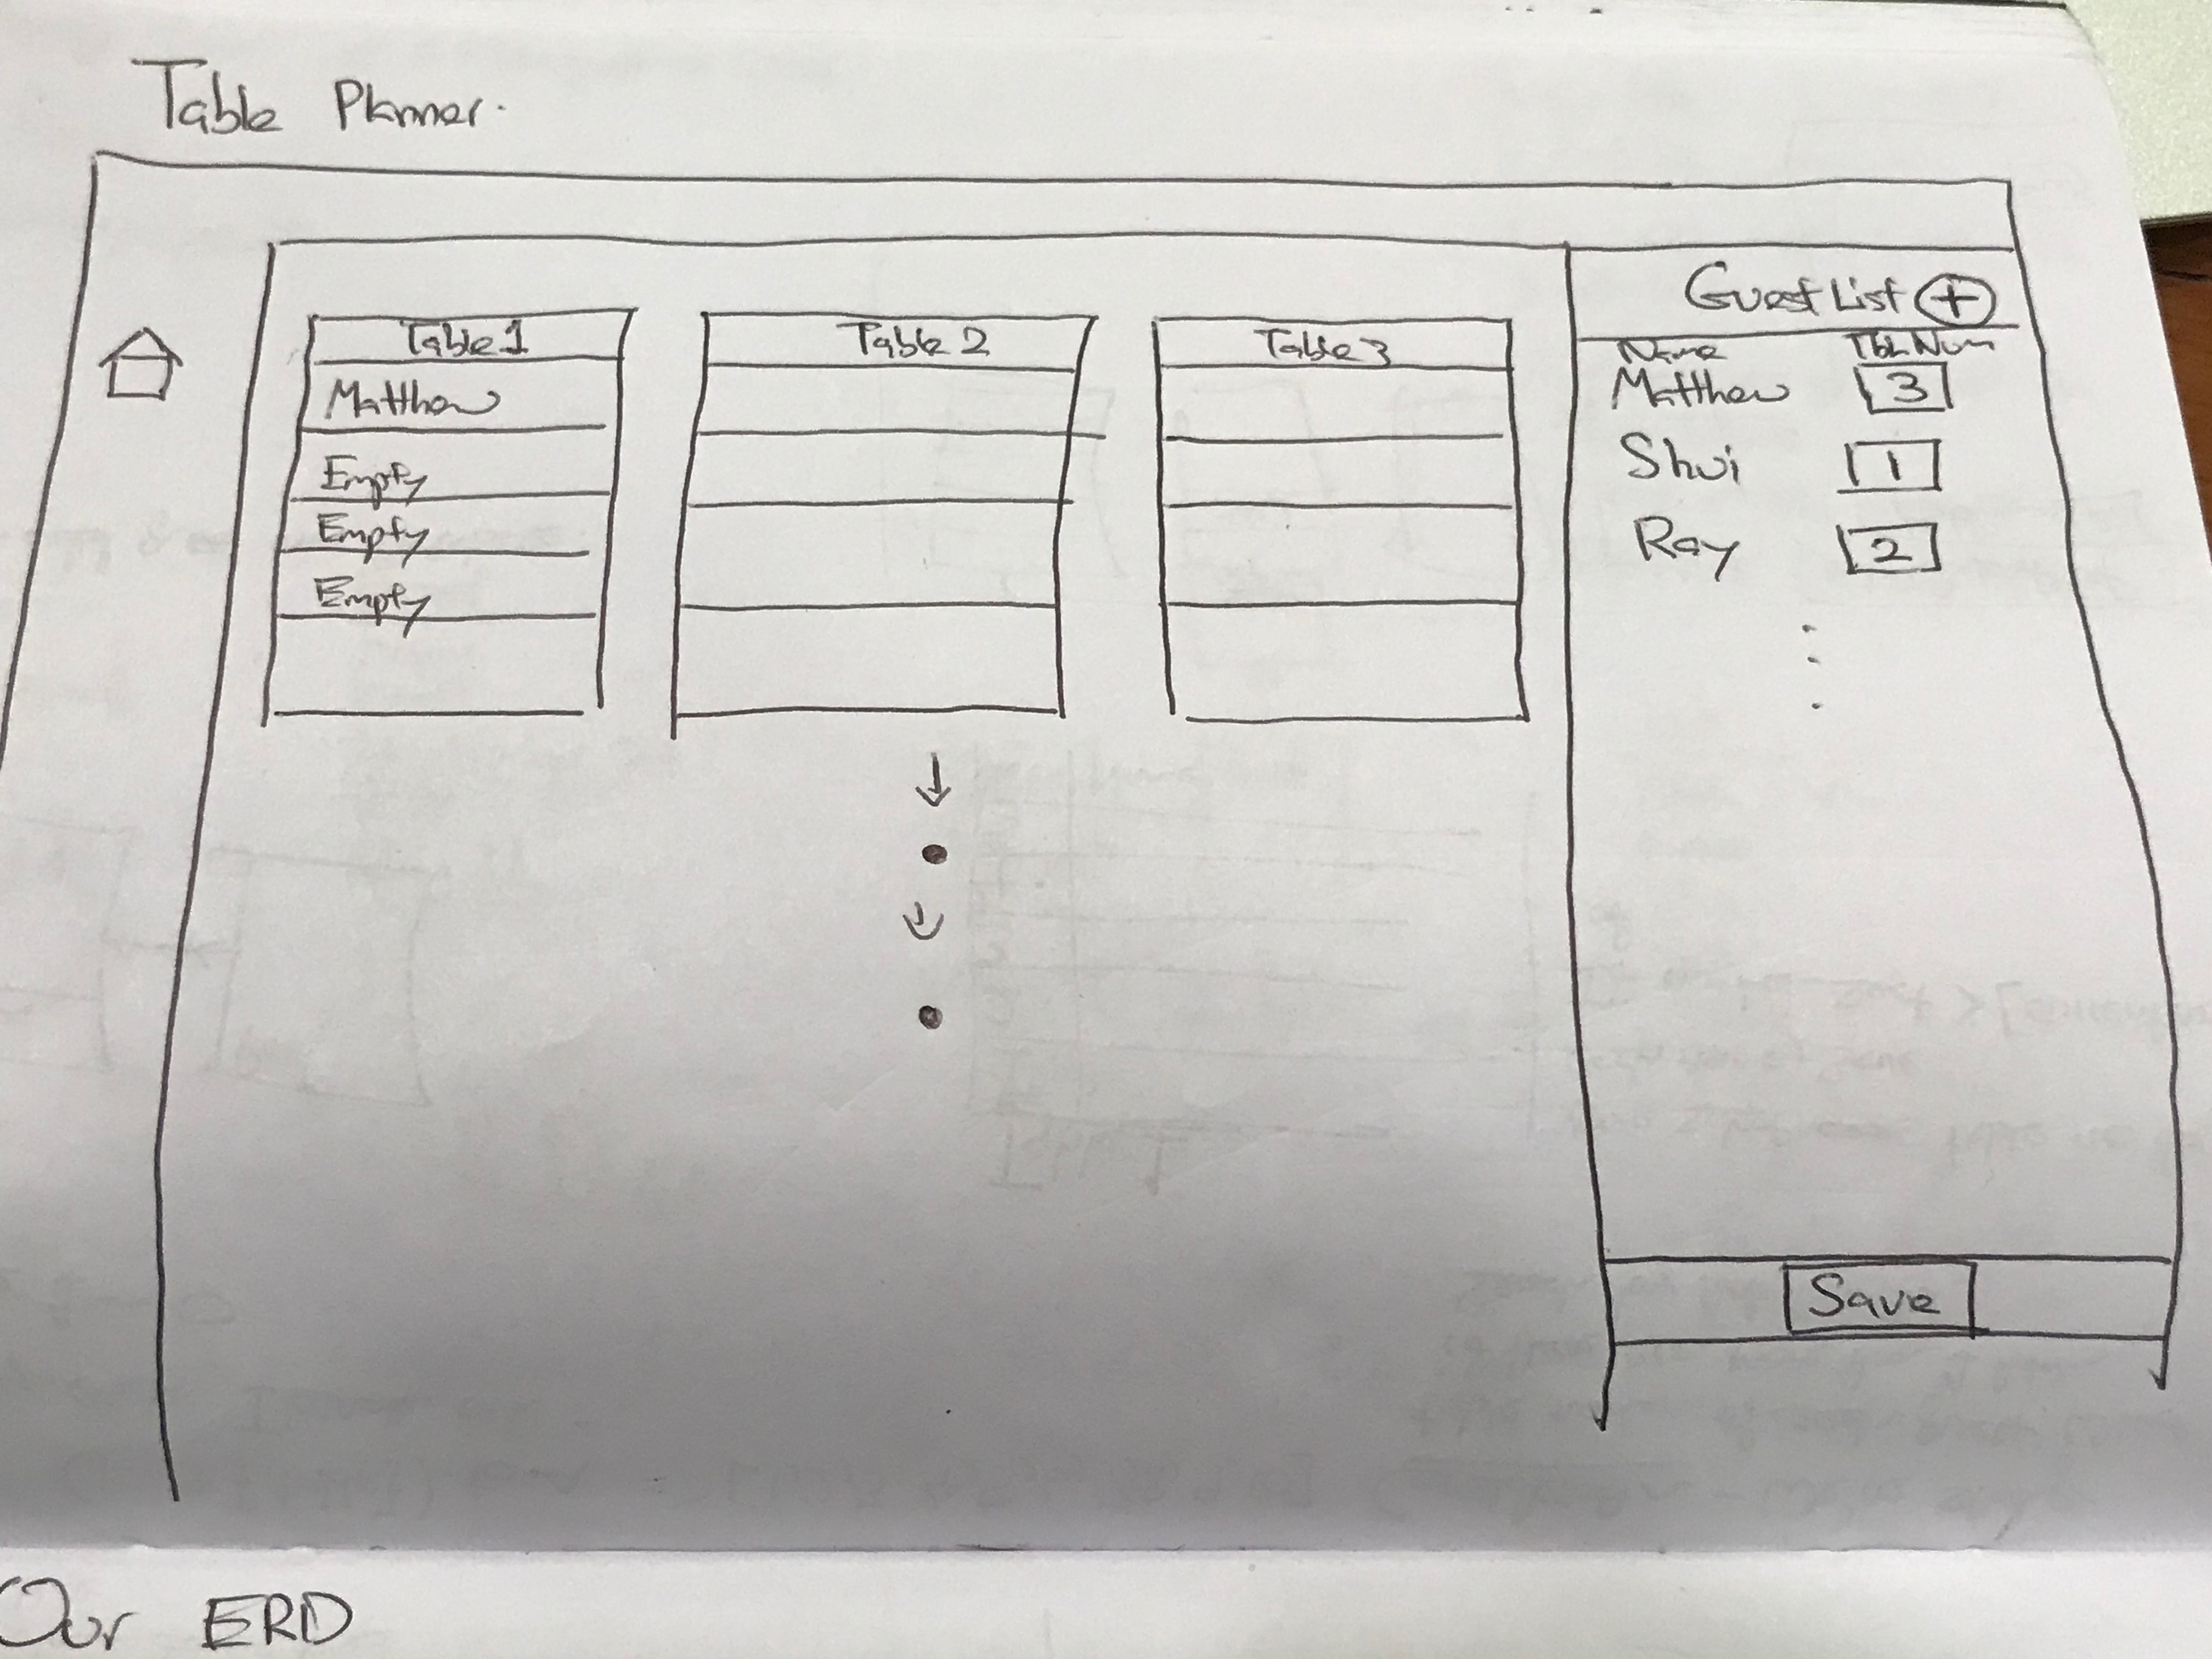 Table Planner.
Table 1
Matthew
Empty
Empty
Empty
Table 2
Table 3
Guest List +
Name Tbl Num
Matthew 3
Shui 1
Ray 2
Save
Our ERD